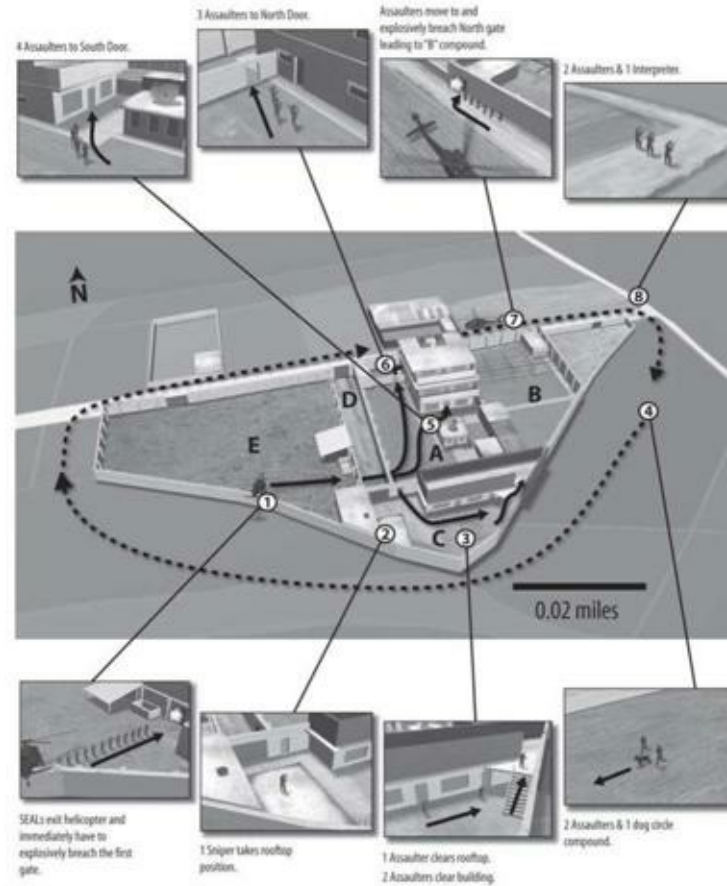 4 Assaulters to South Door.
3 Assaulters to North Door.
Assaulters move to and
explosively breach North gate
leading to "B" compound.
2 Assaulters & 1 Interpreter.
N
8
7
6
4
D
B
5
E
A
1
2
C
3
0.02 miles
SEALs exit helicopter and
immediately have to
explosively breach the first
gate.
1 Sniper takes rooftop
position.
1 Assaulter clears rooftop.
2 Assaulters clear building.
2 Assaulters & 1 dog circle
compound.